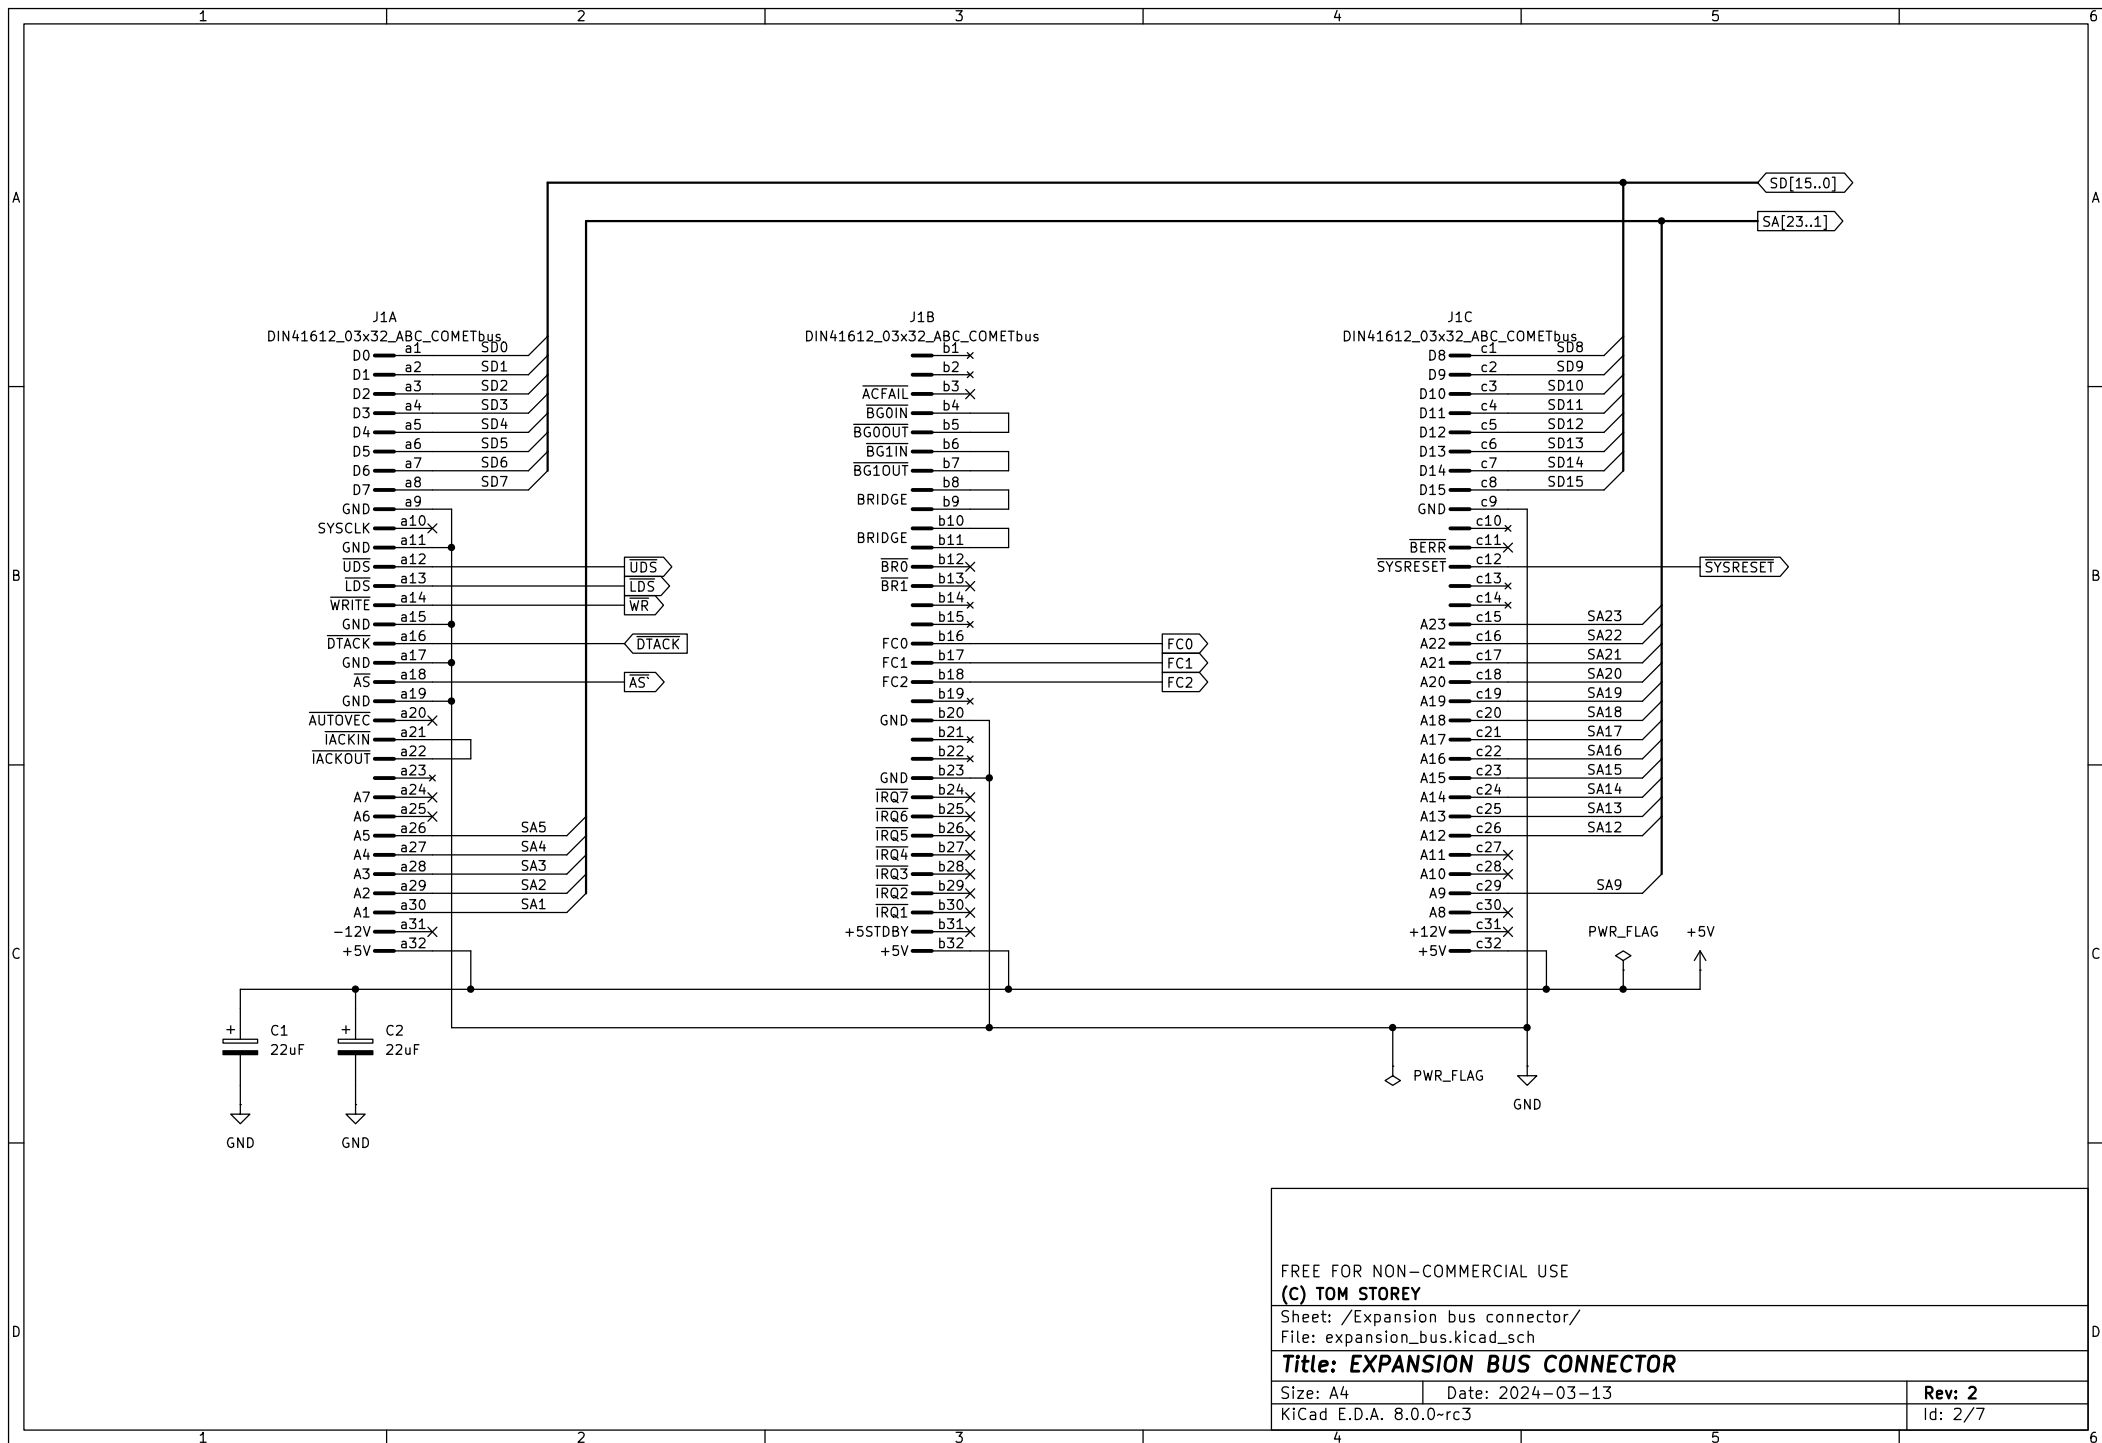 1 2 3 4 5 6
A A
SD[15..0]
SA[23..1]
J1A
DIN41612_03x32_ABC_COMETbus
D0 a1 SD0
D1 a2 SD1
D2 a3 SD2
D3 a4 SD3
D4 a5 SD4
D5 a6 SD5
D6 a7 SD6
D7 a8 SD7
GND a9
SYSCLK a10
GND a11
UDS a12 UDS
LDS a13 LDS
WRITE a14 WR
GND a15
DTACK a16 DTACK
GND a17
AS a18 AS`
GND a19
AUTOVEC a20
IACKIN a21
IACKOUT a22
a23
A7 a24
A6 a25
A5 a26 SA5
A4 a27 SA4
A3 a28 SA3
A2 a29 SA2
A1 a30 SA1
-12V a31
+5V a32
J1B
DIN41612_03x32_ABC_COMETbus
b1
b2
ACFAIL b3
BG0IN b4
BG0OUT b5
BG1IN b6
BG1OUT b7
b8
BRIDGE
b9
b10
BRIDGE
b11
BR0 b12
BR1 b13
b14
b15
FC0 b16 FC0
FC1 b17 FC1
FC2 b18 FC2
b19
GND b20
b21
b22
GND b23
IRQ7 b24
IRQ6 b25
IRQ5 b26
IRQ4 b27
IRQ3 b28
IRQ2 b29
IRQ1 b30
+5STDBY b31
+5V b32
J1C
DIN41612_03x32_ABC_COMETbus
D8 c1 SD8
D9 c2 SD9
D10 c3 SD10
D11 c4 SD11
D12 c5 SD12
D13 c6 SD13
D14 c7 SD14
D15 c8 SD15
GND c9
c10
BERR c11
SYSRESET c12 SYSRESET
c13
c14
A23 c15 SA23
A22 c16 SA22
A21 c17 SA21
A20 c18 SA20
A19 c19 SA19
A18 c20 SA18
A17 c21 SA17
A16 c22 SA16
A15 c23 SA15
A14 c24 SA14
A13 c25 SA13
A12 c26 SA12
A11 c27
A10 c28
A9 c29 SA9
A8 c30
+12V c31
+5V c32
PWR_FLAG +5V
B B
C C
+ C1
22uF
+ C2
22uF
GND GND
PWR_FLAG
GND
D D
FREE FOR NON-COMMERCIAL USE
(C) TOM STOREY
Sheet: /Expansion bus connector/
File: expansion_bus.kicad_sch
Title: EXPANSION BUS CONNECTOR
Size: A4 Date: 2024-03-13 Rev: 2
KiCad E.D.A. 8.0.0~rc3 Id: 2/7
1 2 3 4 5 6